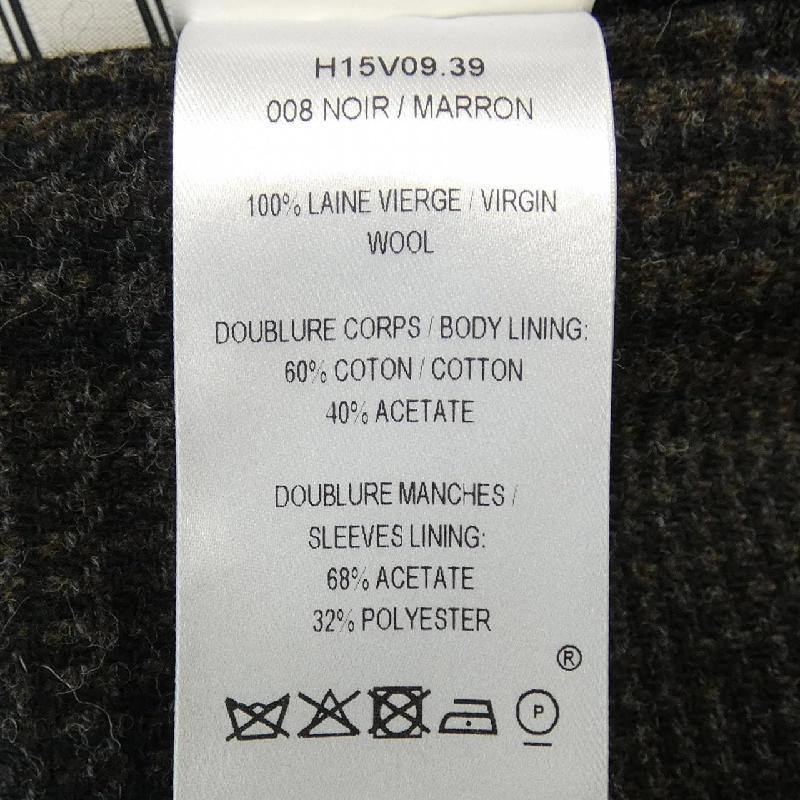 H15V09.39
008 NOIR / MARRON
100% LAINE VIERGE / VIRGIN
WOOL
DOUBLURE CORPS / BODY LINING:
60% COTON / COTTON
40% ACETATE
DOUBLURE MANCHES /
SLEEVES LINING:
68% ACETATE
32% POLYESTER
®
P